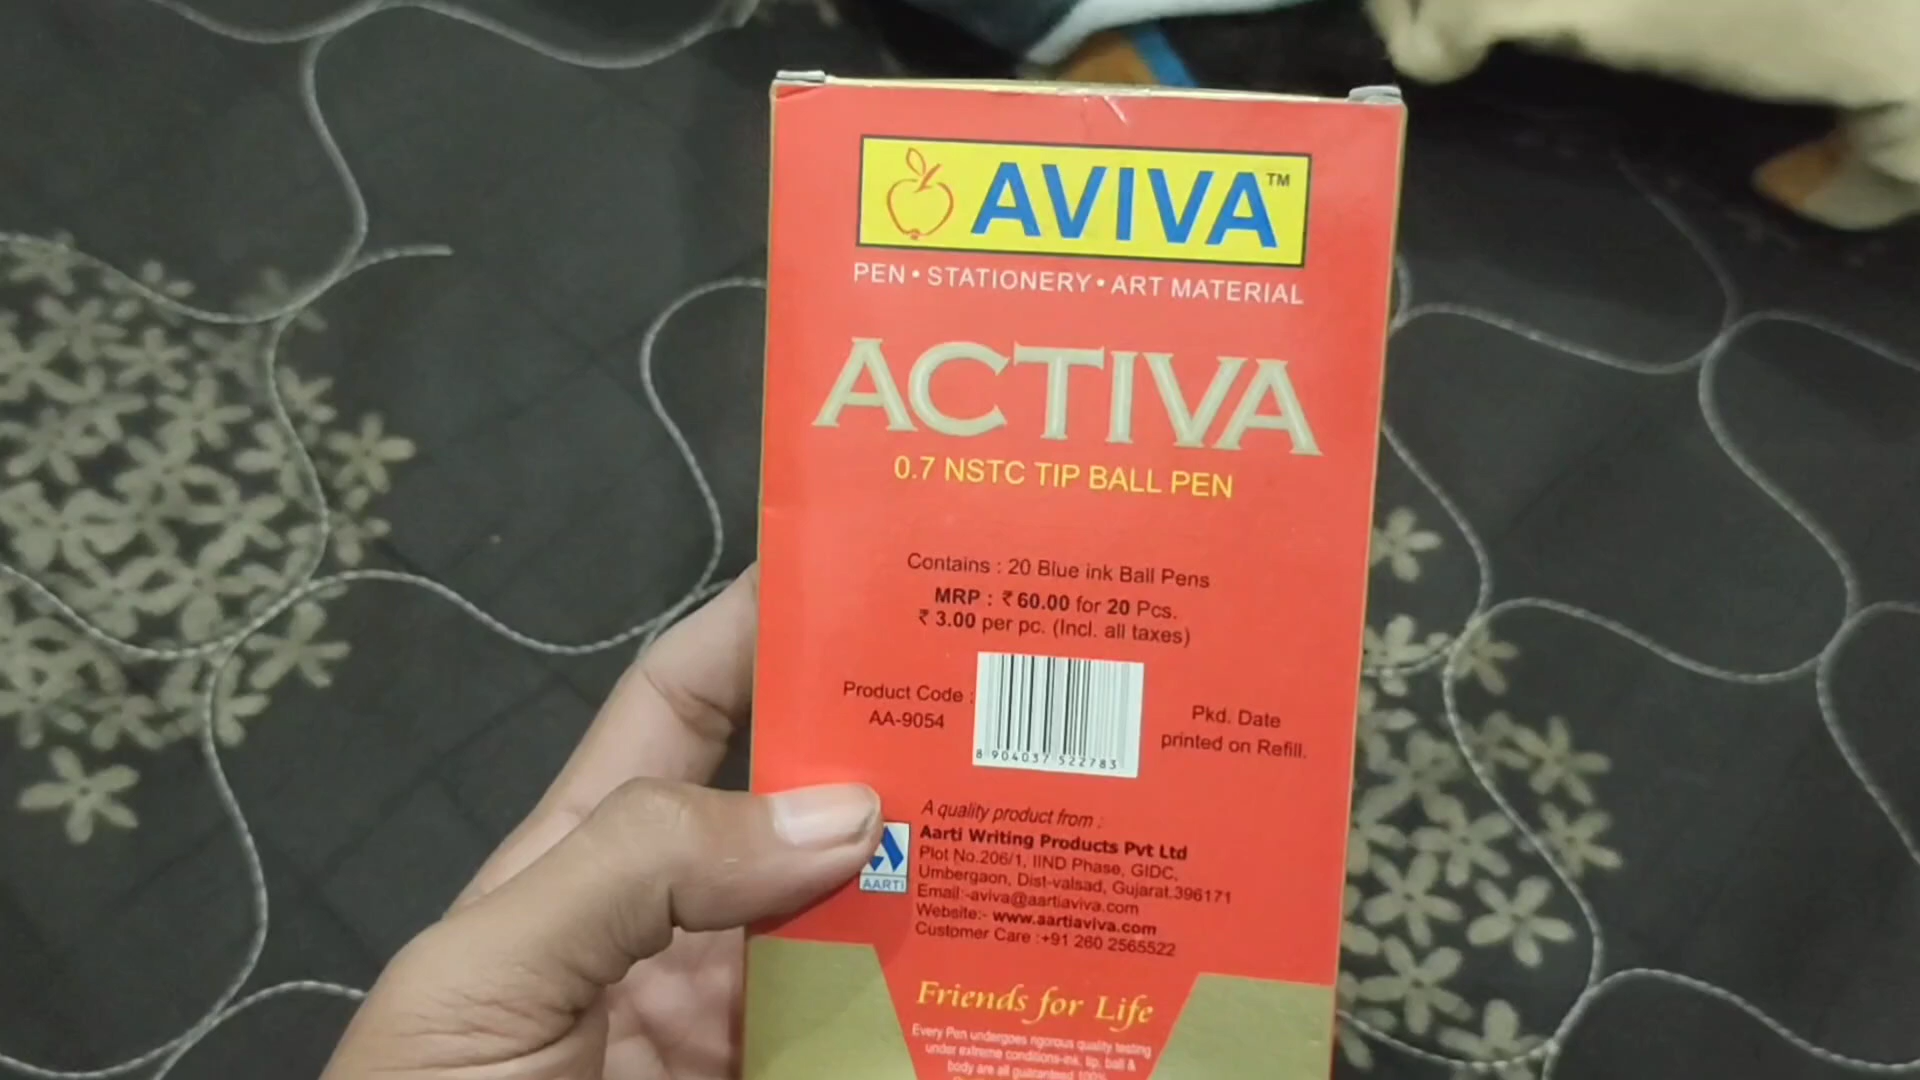 AVIVA™
PEN • STATIONERY • ART MATERIAL
ACTIVA
0.7 NSTC TIP BALL PEN
Contains : 20 Blue ink Ball Pens
MRP : ₹ 60.00 for 20 Pcs.
₹ 3.00 per pc. (Incl. all taxes)
Product Code :
AA-9054
8 904037 522783
Pkd. Date
printed on Refill.
A quality product from :
Aarti Writing Products Pvt Ltd
Plot No.206/1, IIND Phase, GIDC,
Umbergaon, Dist-valsad, Gujarat.396171
Email:-aviva@aartiaviva.com
Website:- www.aartiaviva.com
Customer Care :+91 260 2565522
AARTI
Friends for Life
Every Pen undergoes rigorous quality testing
under extreme conditions-ink, tip, ball &
body are all guaranteed 100%